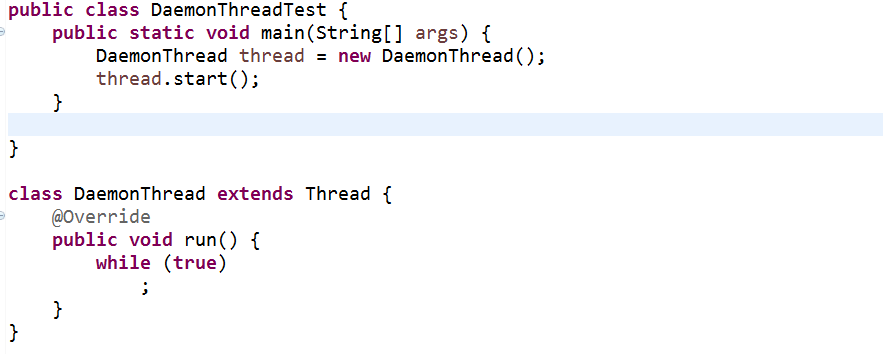 public class DaemonThreadTest {
    public static void main(String[] args) {
        DaemonThread thread = new DaemonThread();
        thread.start();
    }
}
class DaemonThread extends Thread {
    @Override
    public void run() {
        while (true)
            ;
    }
}